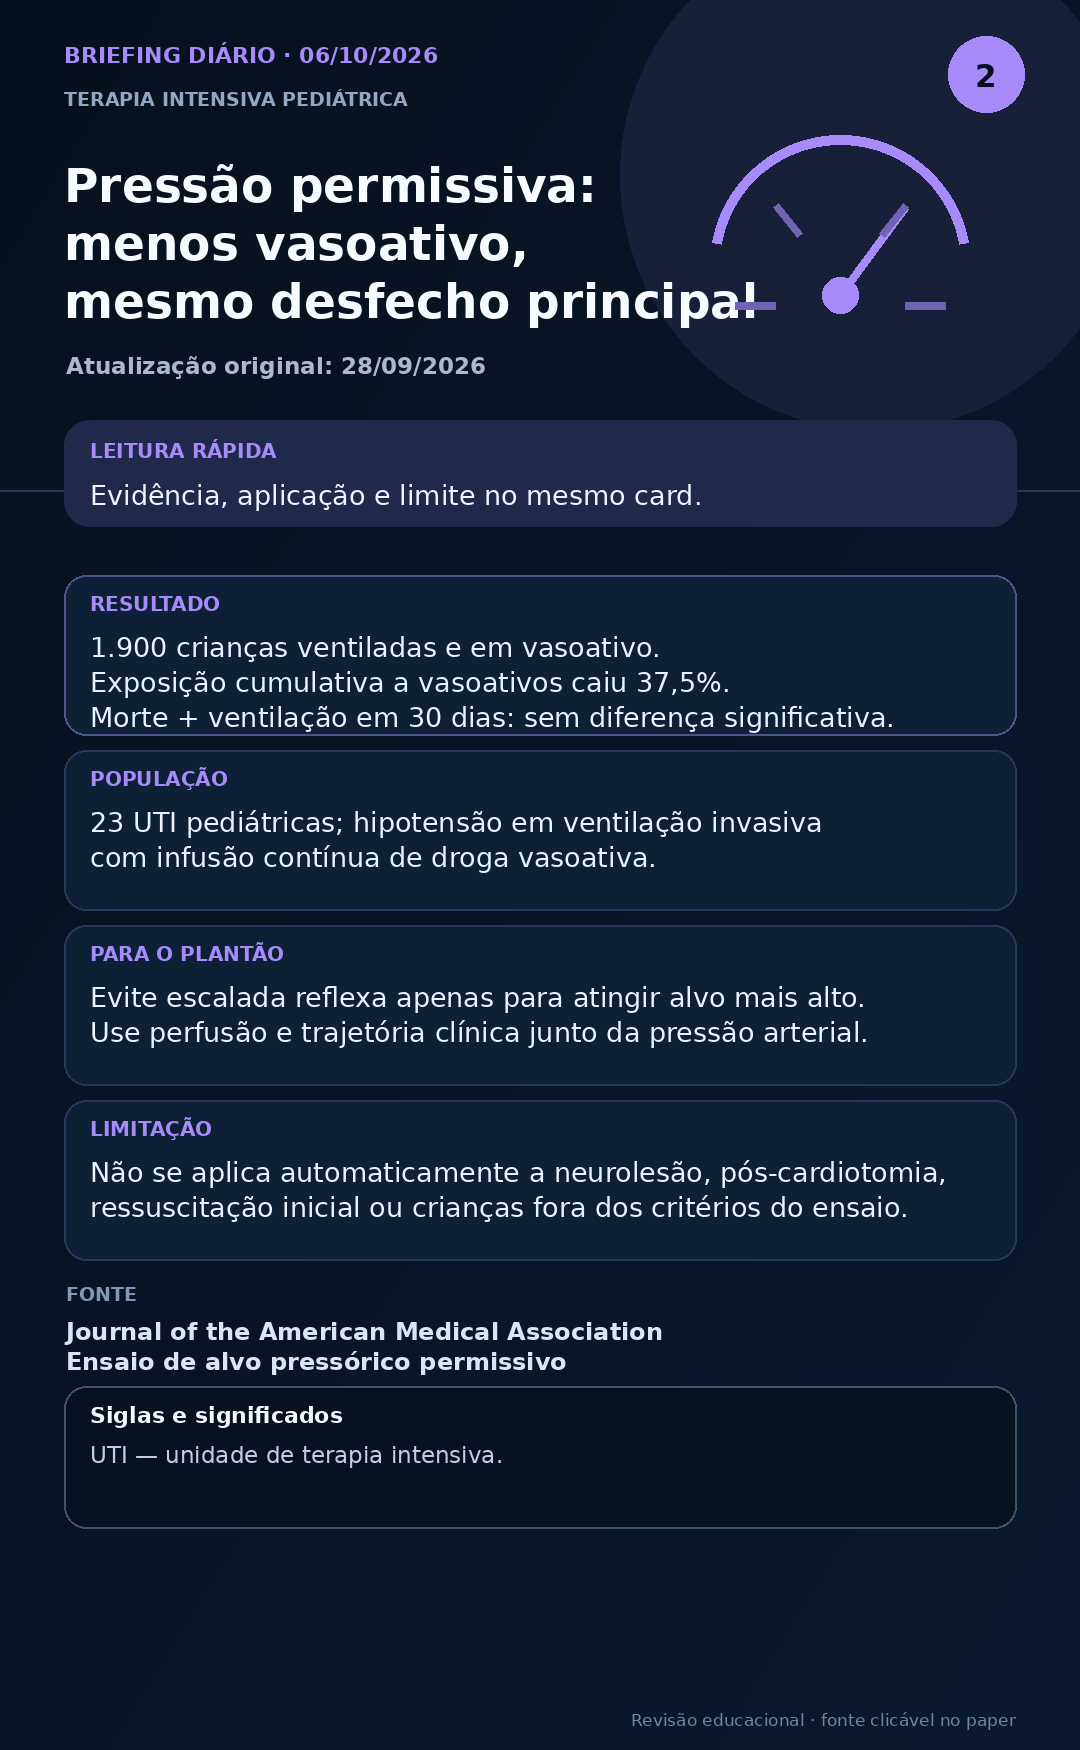 BRIEFING DIÁRIO · 06/10/2026
2
TERAPIA INTENSIVA PEDIÁTRICA
Pressão permissiva:
menos vasoativo,
mesmo desfecho principal
Atualização original: 28/09/2026
LEITURA RÁPIDA
Evidência, aplicação e limite no mesmo card.
RESULTADO
1.900 crianças ventiladas e em vasoativo.
Exposição cumulativa a vasoativos caiu 37,5%.
Morte + ventilação em 30 dias: sem diferença significativa.
POPULAÇÃO
23 UTI pediátricas; hipotensão em ventilação invasiva
com infusão contínua de droga vasoativa.
PARA O PLANTÃO
Evite escalada reflexa apenas para atingir alvo mais alto.
Use perfusão e trajetória clínica junto da pressão arterial.
LIMITAÇÃO
Não se aplica automaticamente a neurolesão, pós-cardiotomia,
ressuscitação inicial ou crianças fora dos critérios do ensaio.
FONTE
Journal of the American Medical Association
Ensaio de alvo pressórico permissivo
Siglas e significados
UTI — unidade de terapia intensiva.
Revisão educacional · fonte clicável no paper